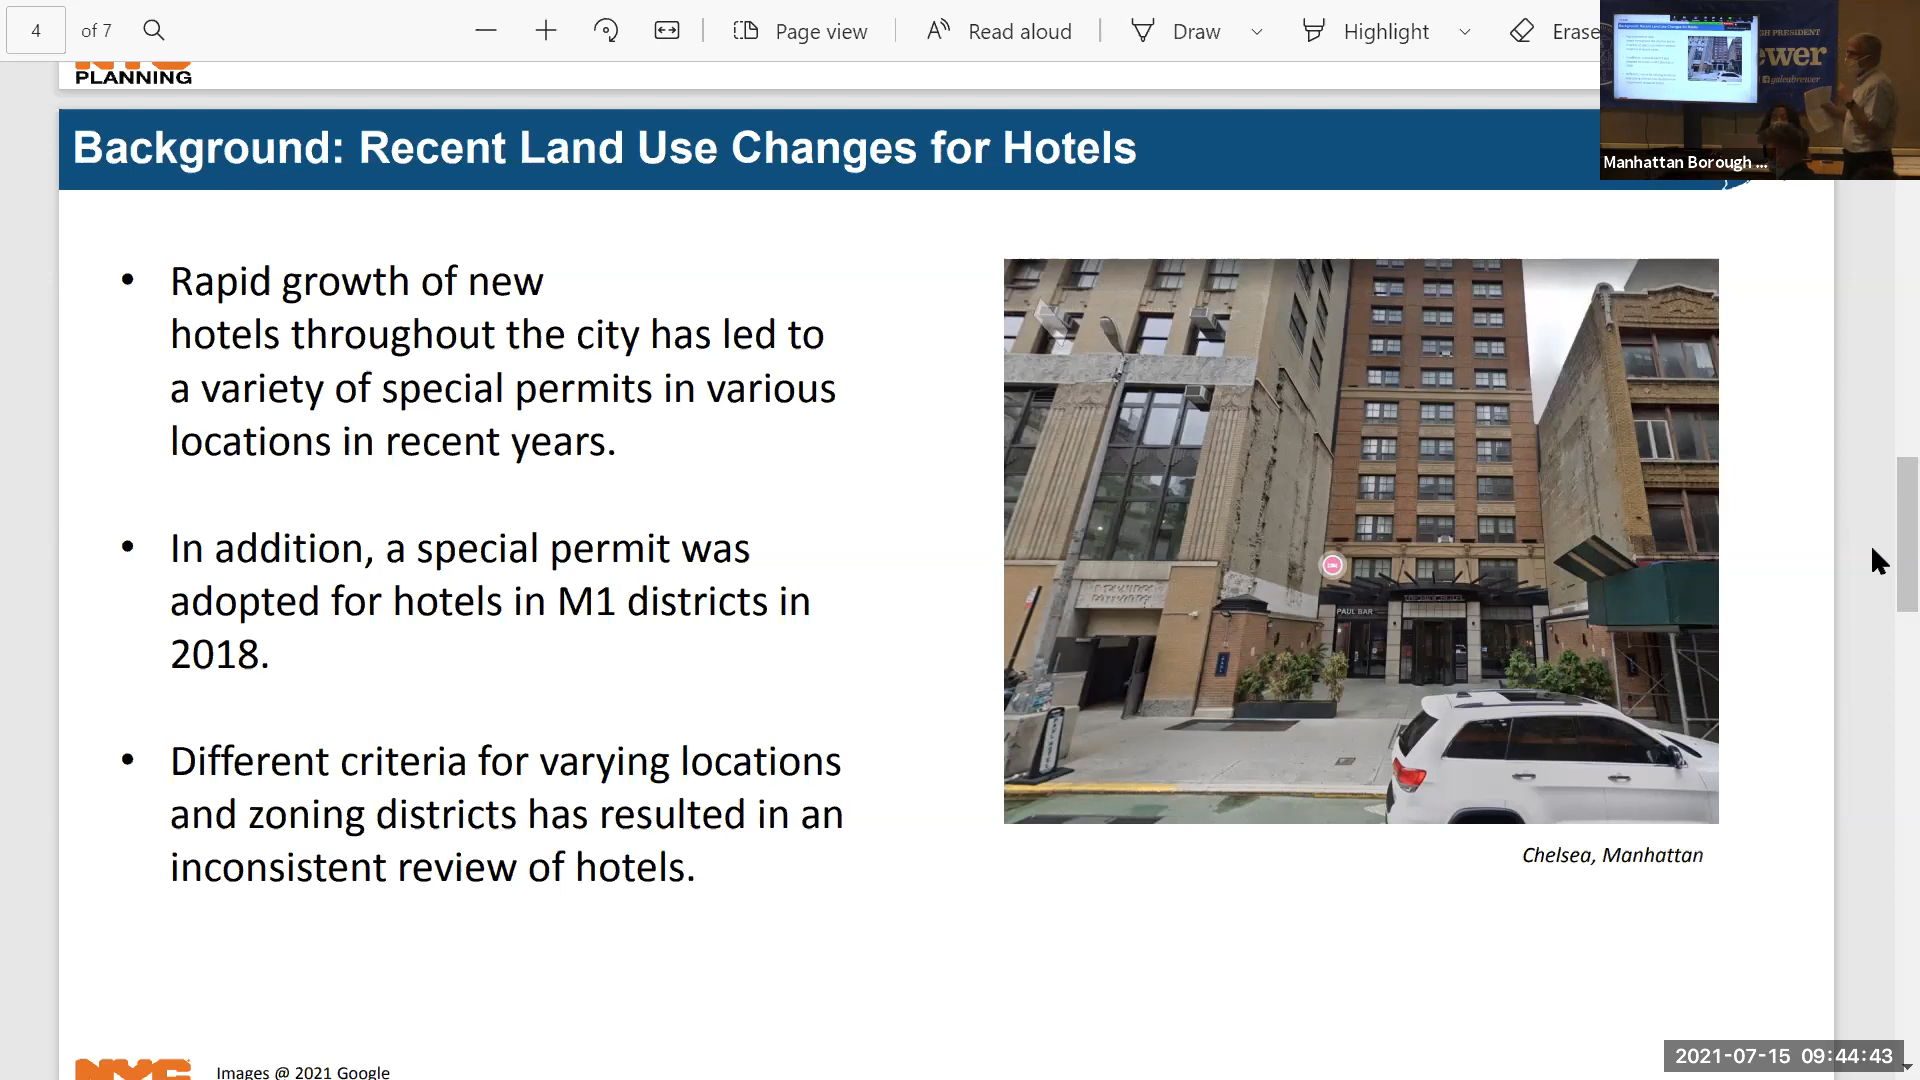 4 of 7
Page view
Read aloud
Draw
Highlight
Erase
PLANNING
Background: Recent Land Use Changes for Hotels
Manhattan Borough ...
• Rapid growth of new
hotels throughout the city has led to
a variety of special permits in various
locations in recent years.
• In addition, a special permit was
adopted for hotels in M1 districts in
2018.
• Different criteria for varying locations
and zoning districts has resulted in an
inconsistent review of hotels.
PAUL BAR
Chelsea, Manhattan
Images @ 2021 Google
2021-07-15 09:44:43